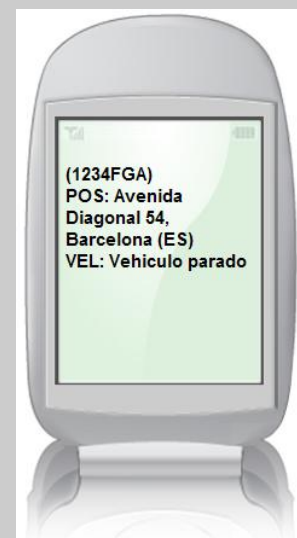 (1234FGA)
POS: Avenida
Diagonal 54,
Barcelona (ES)
VEL: Vehiculo parado